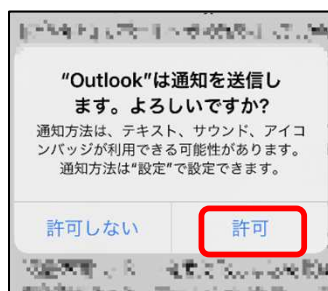 “Outlook”は通知を送信し
ます。よろしいですか?
通知方法は、テキスト、サウンド、アイコ
ンバッジが利用できる可能性があります。
通知方法は“設定”で設定できます。
許可しない
許可